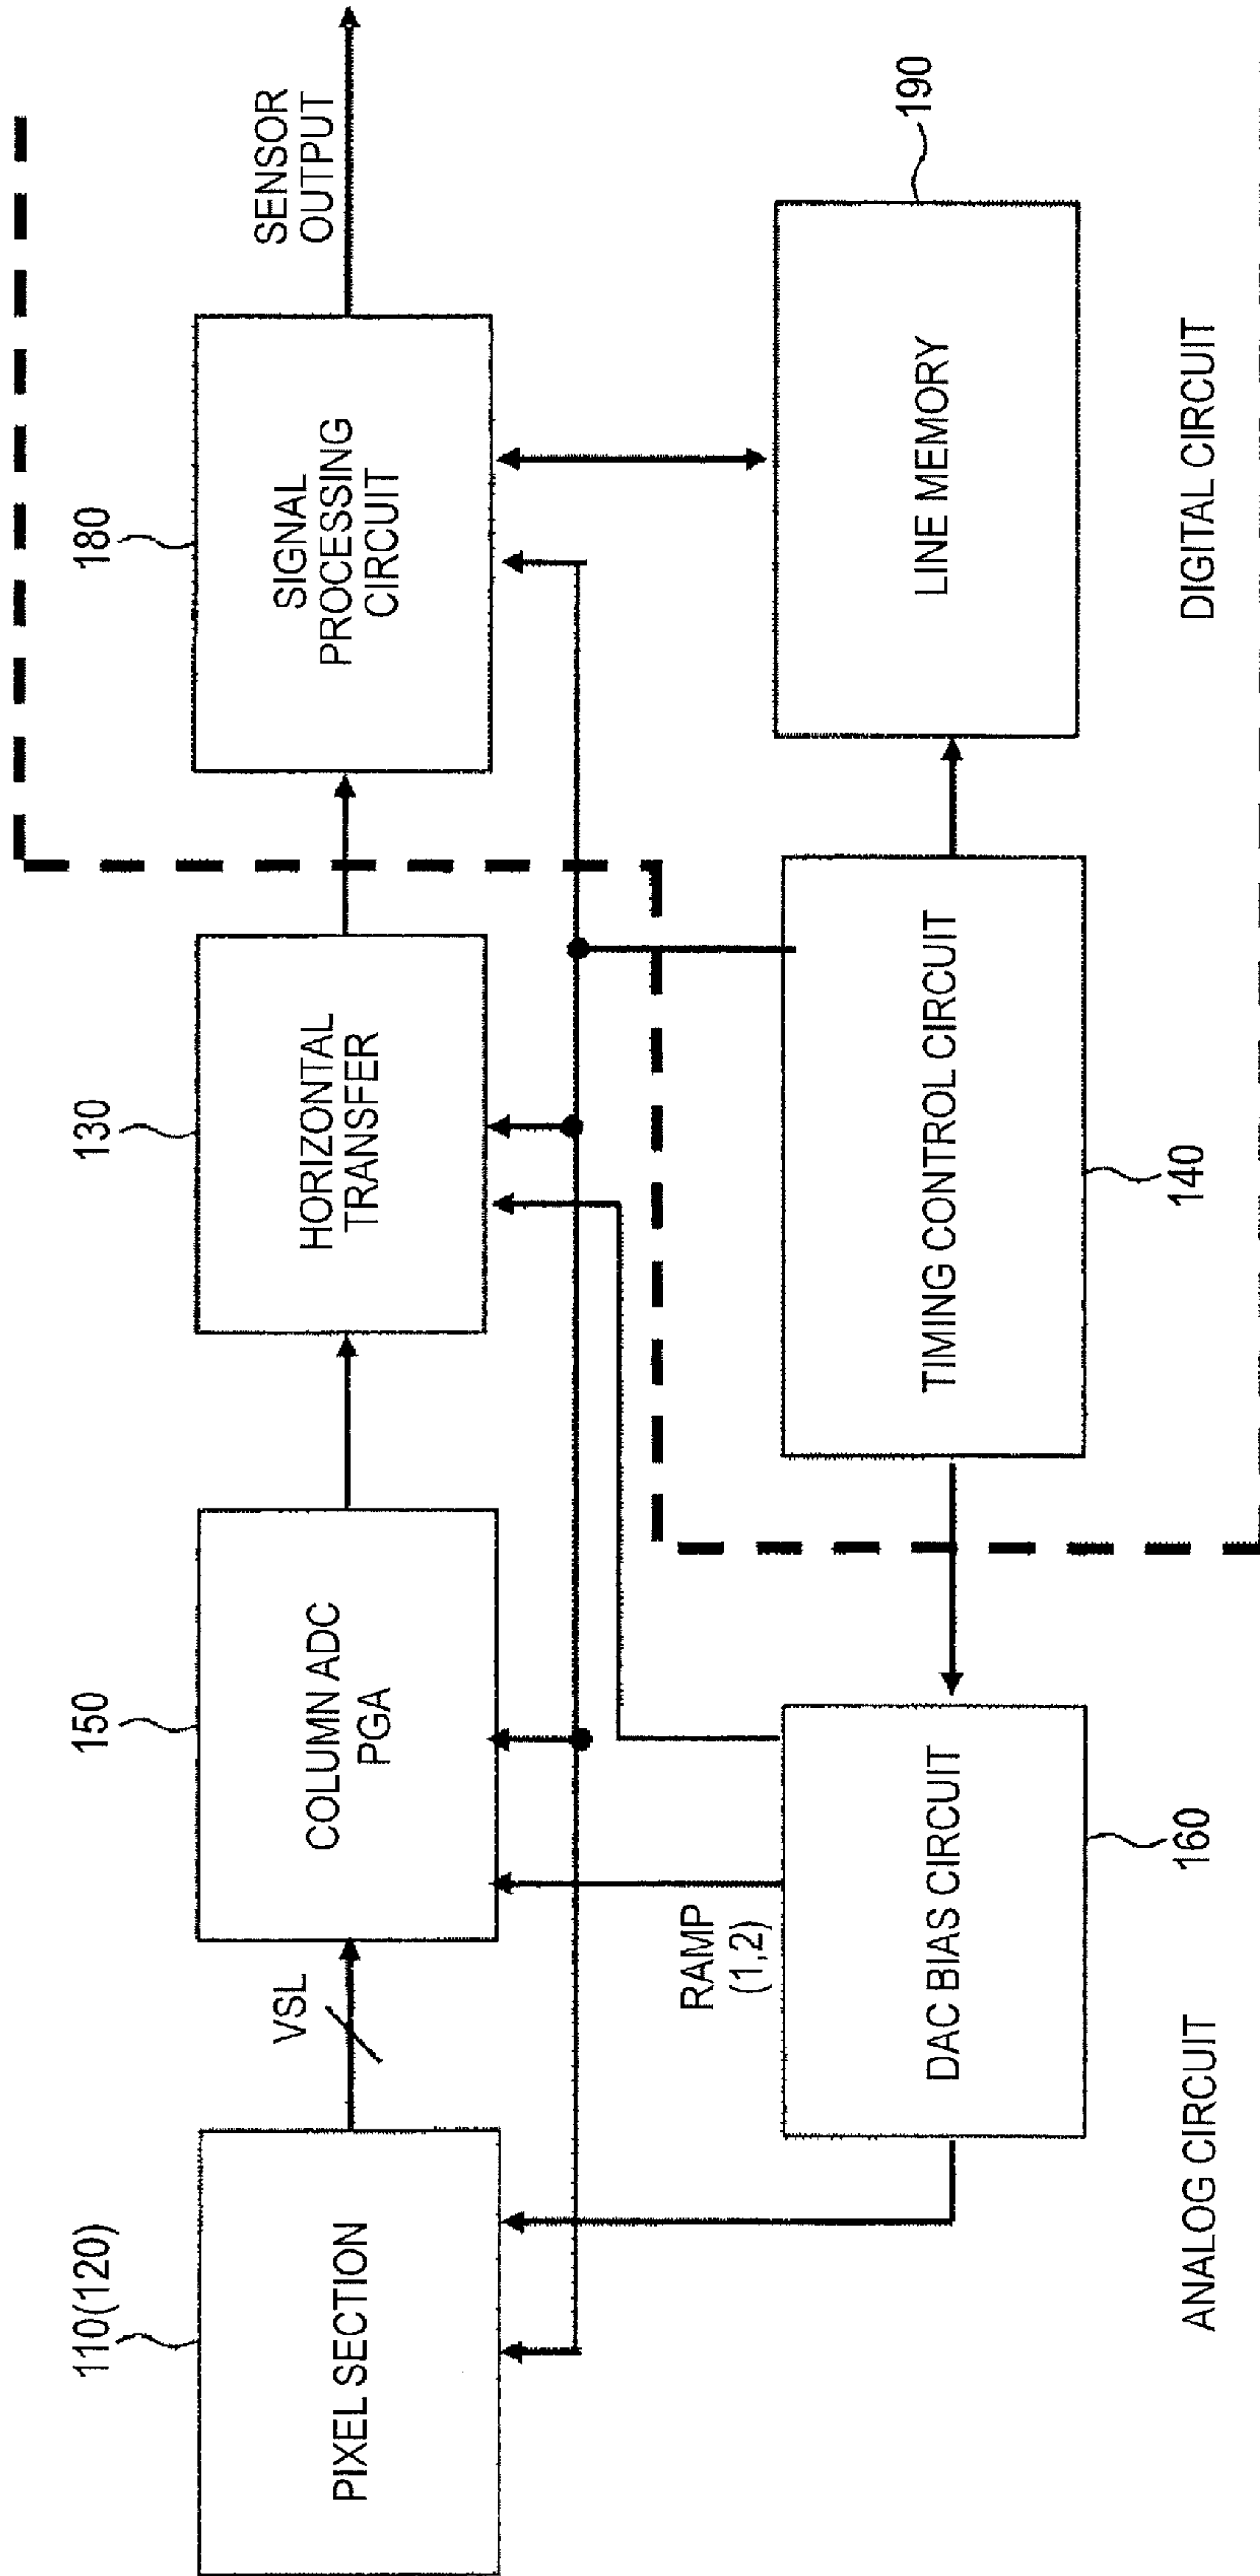 110(120)
PIXEL SECTION
VSL
150
COLUMN ADC
PGA
130
HORIZONTAL
TRANSFER
180
SIGNAL
PROCESSING
CIRCUIT
SENSOR
OUTPUT
RAMP
(1,2)
DAC BIAS CIRCUIT
160
TIMING CONTROL CIRCUIT
140
LINE MEMORY
190
ANALOG CIRCUIT
DIGITAL CIRCUIT